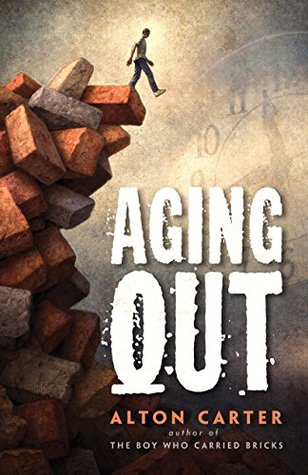 AGING
OUT
ALTON CARTER
author of
THE BOY WHO CARRIED BRICKS